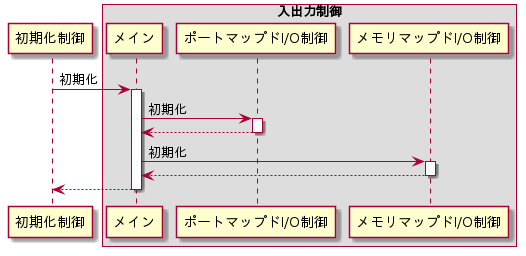 入出力制御
初期化制御
メイン
ポートマップドI/O制御
メモリマップドI/O制御
初期化
初期化
初期化
初期化制御
メイン
ポートマップドI/O制御
メモリマップドI/O制御